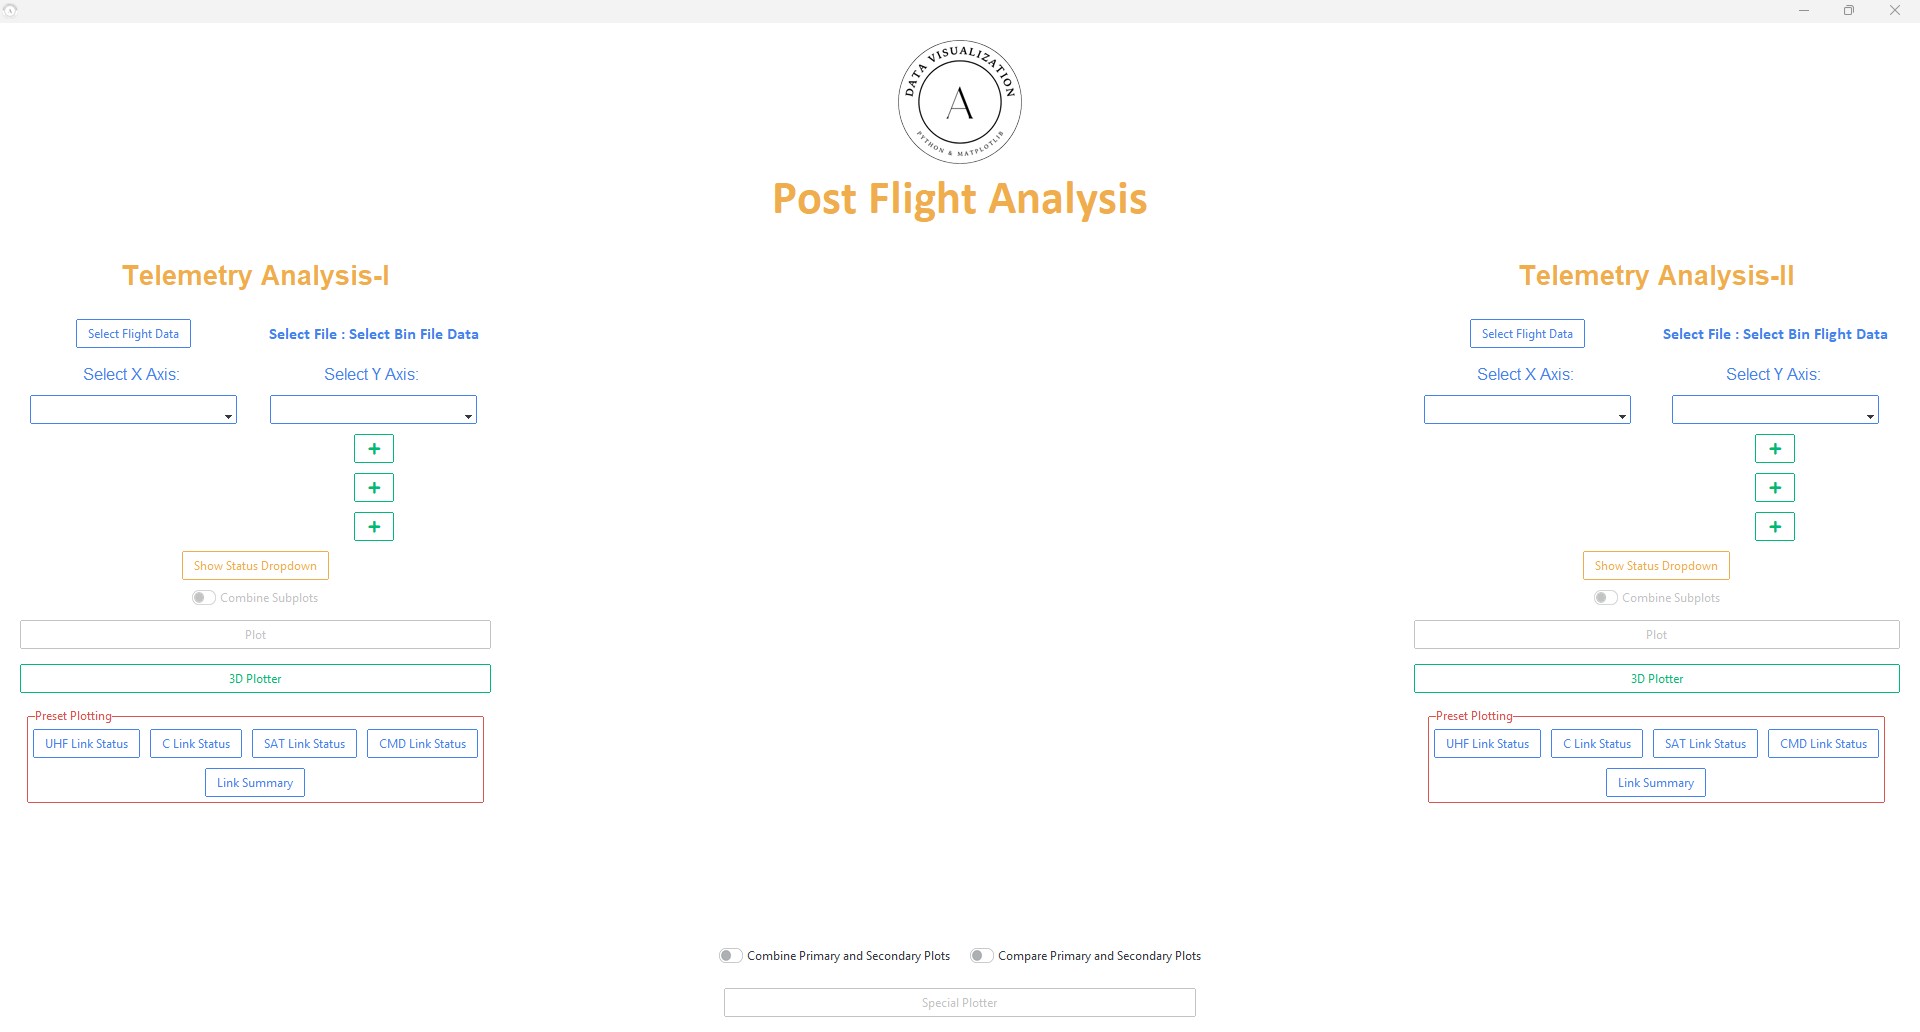 DATA VISUALIZATION
A
PYTHON & MATPLOTLIB
Post Flight Analysis
Telemetry Analysis-I
Select Flight Data
Select File : Select Bin File Data
Select X Axis:
Select Y Axis:
+
+
+
Show Status Dropdown
Combine Subplots
Plot
3D Plotter
Preset Plotting
UHF Link Status
C Link Status
SAT Link Status
CMD Link Status
Link Summary
Telemetry Analysis-II
Select Flight Data
Select File : Select Bin Flight Data
Select X Axis:
Select Y Axis:
+
+
+
Show Status Dropdown
Combine Subplots
Plot
3D Plotter
Preset Plotting
UHF Link Status
C Link Status
SAT Link Status
CMD Link Status
Link Summary
Combine Primary and Secondary Plots
Compare Primary and Secondary Plots
Special Plotter